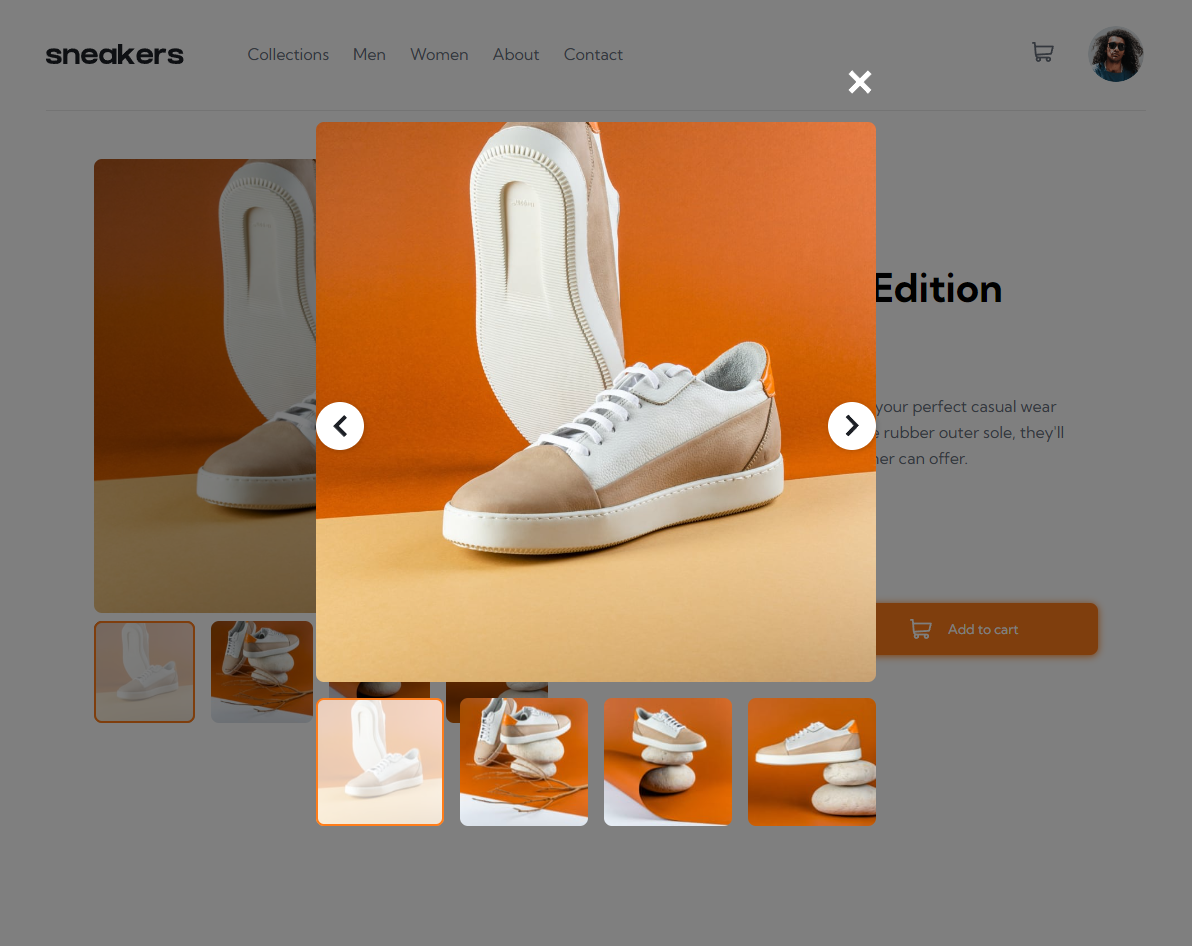 sneakers
Collections Men Women About Contact
Edition
your perfect casual wear
rubber outer sole, they'll
can offer.
Add to cart